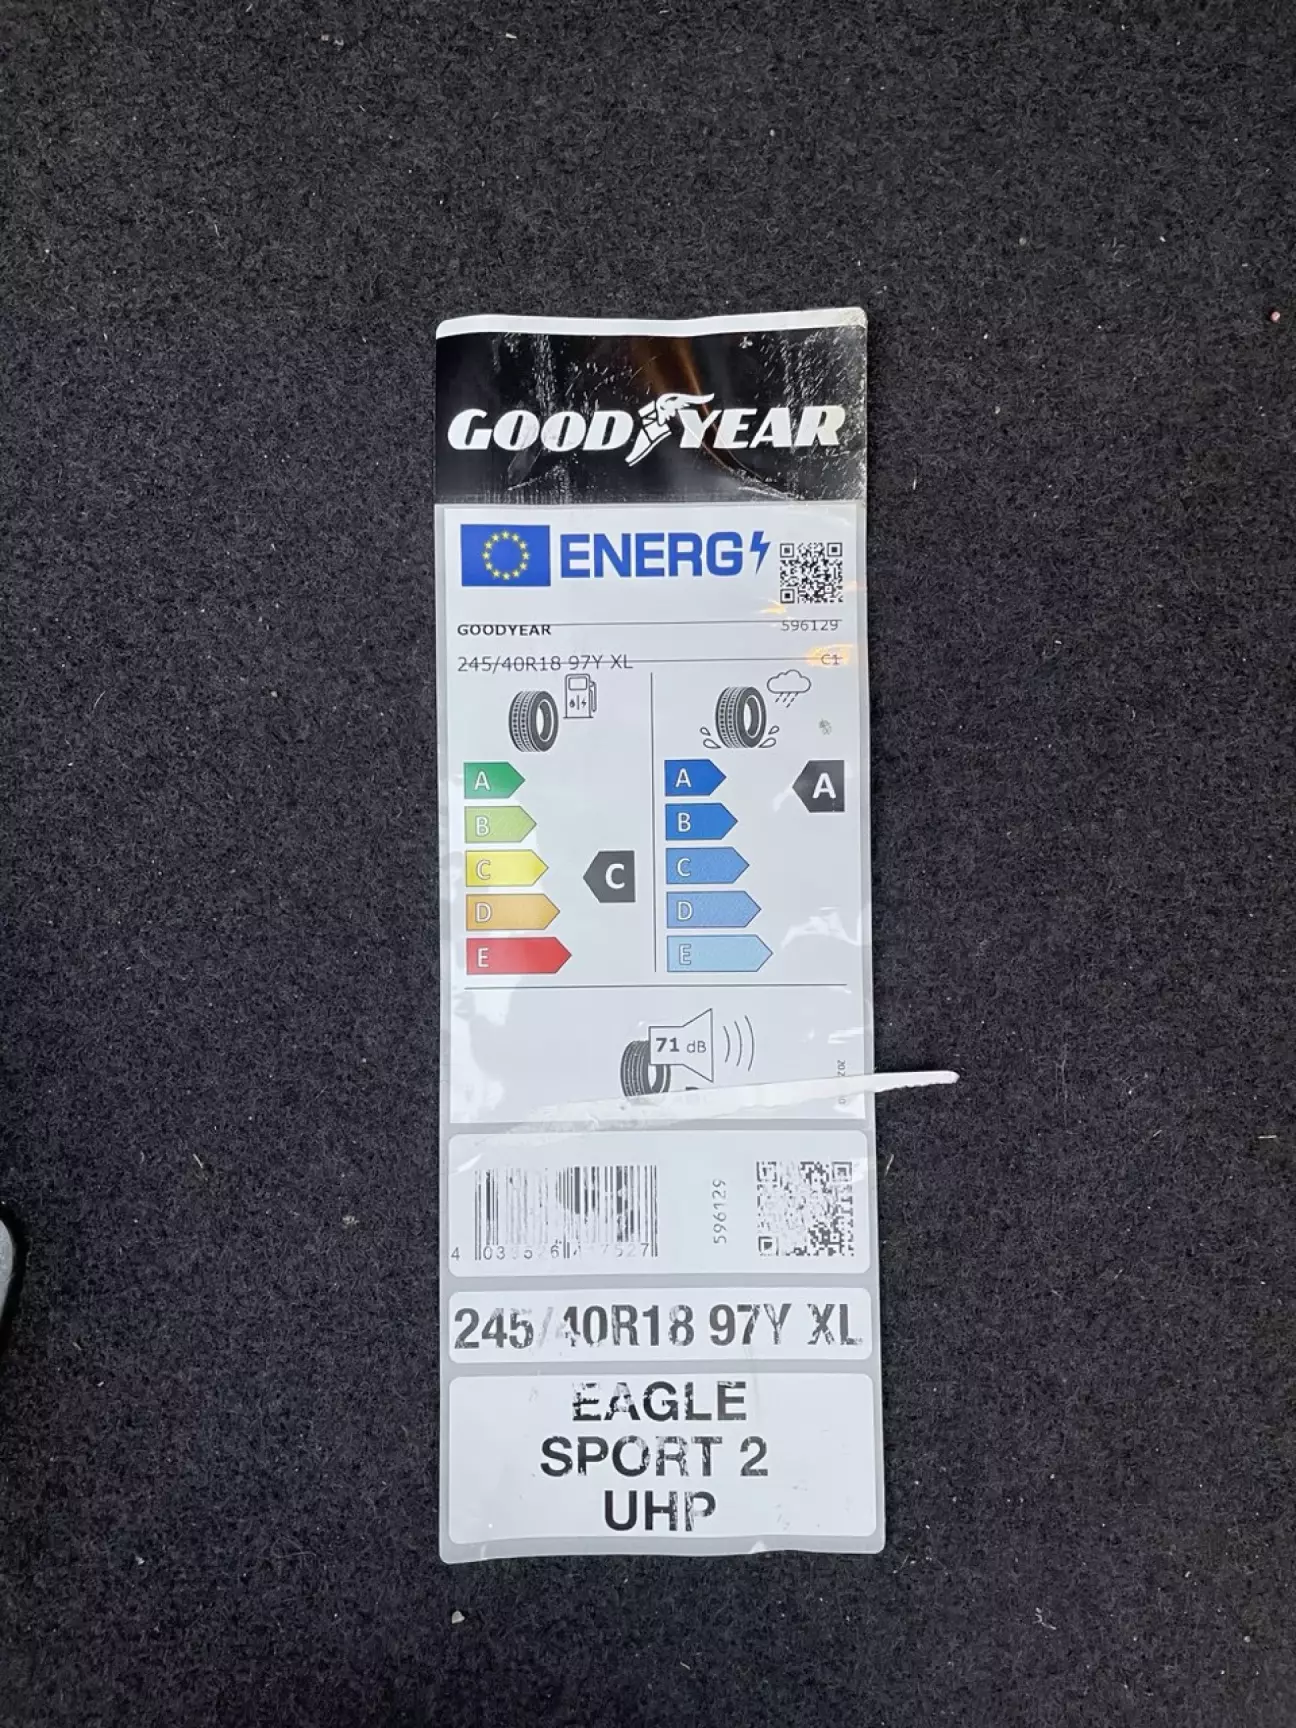 GOODYEAR
ENERG
GOODYEAR 596129
245/40R18 97Y XL C1
A A A
B B
C C C
D D
E E
71 dB
596129
245/40R18 97Y XL
EAGLE
SPORT 2
UHP